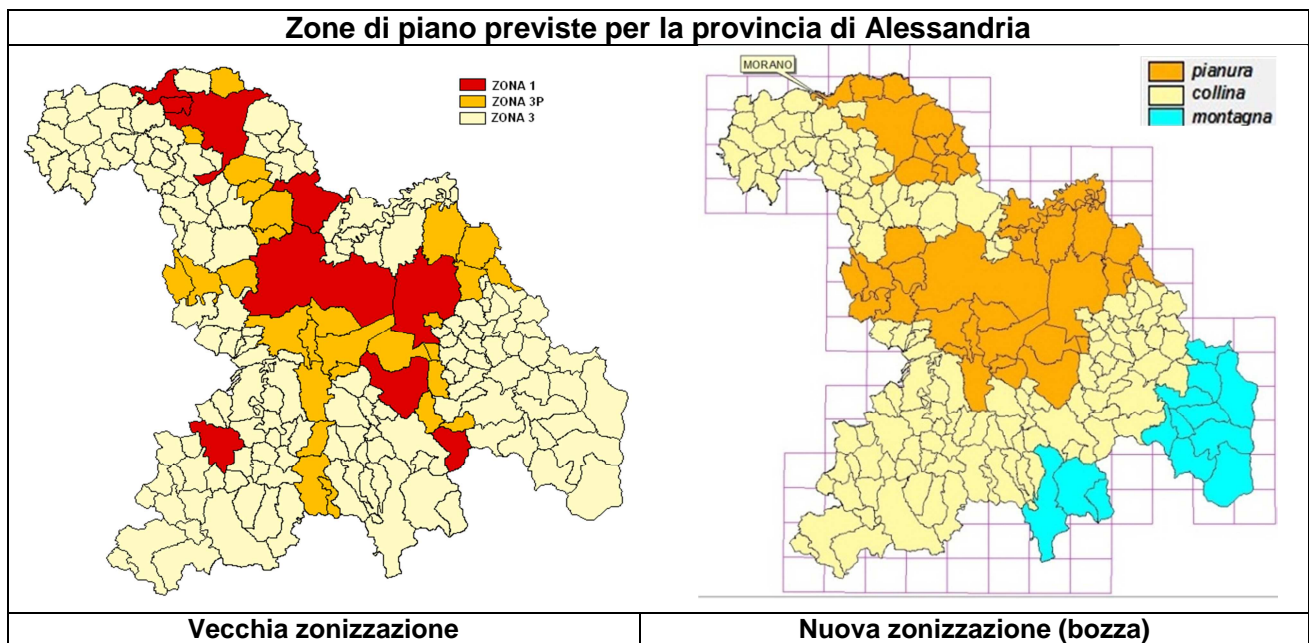 Zone di piano previste per la provincia di Alessandria
ZONA 1
ZONA 3P
ZONA 3
MORANO
pianura
collina
montagna
Vecchia zonizzazione
Nuova zonizzazione (bozza)